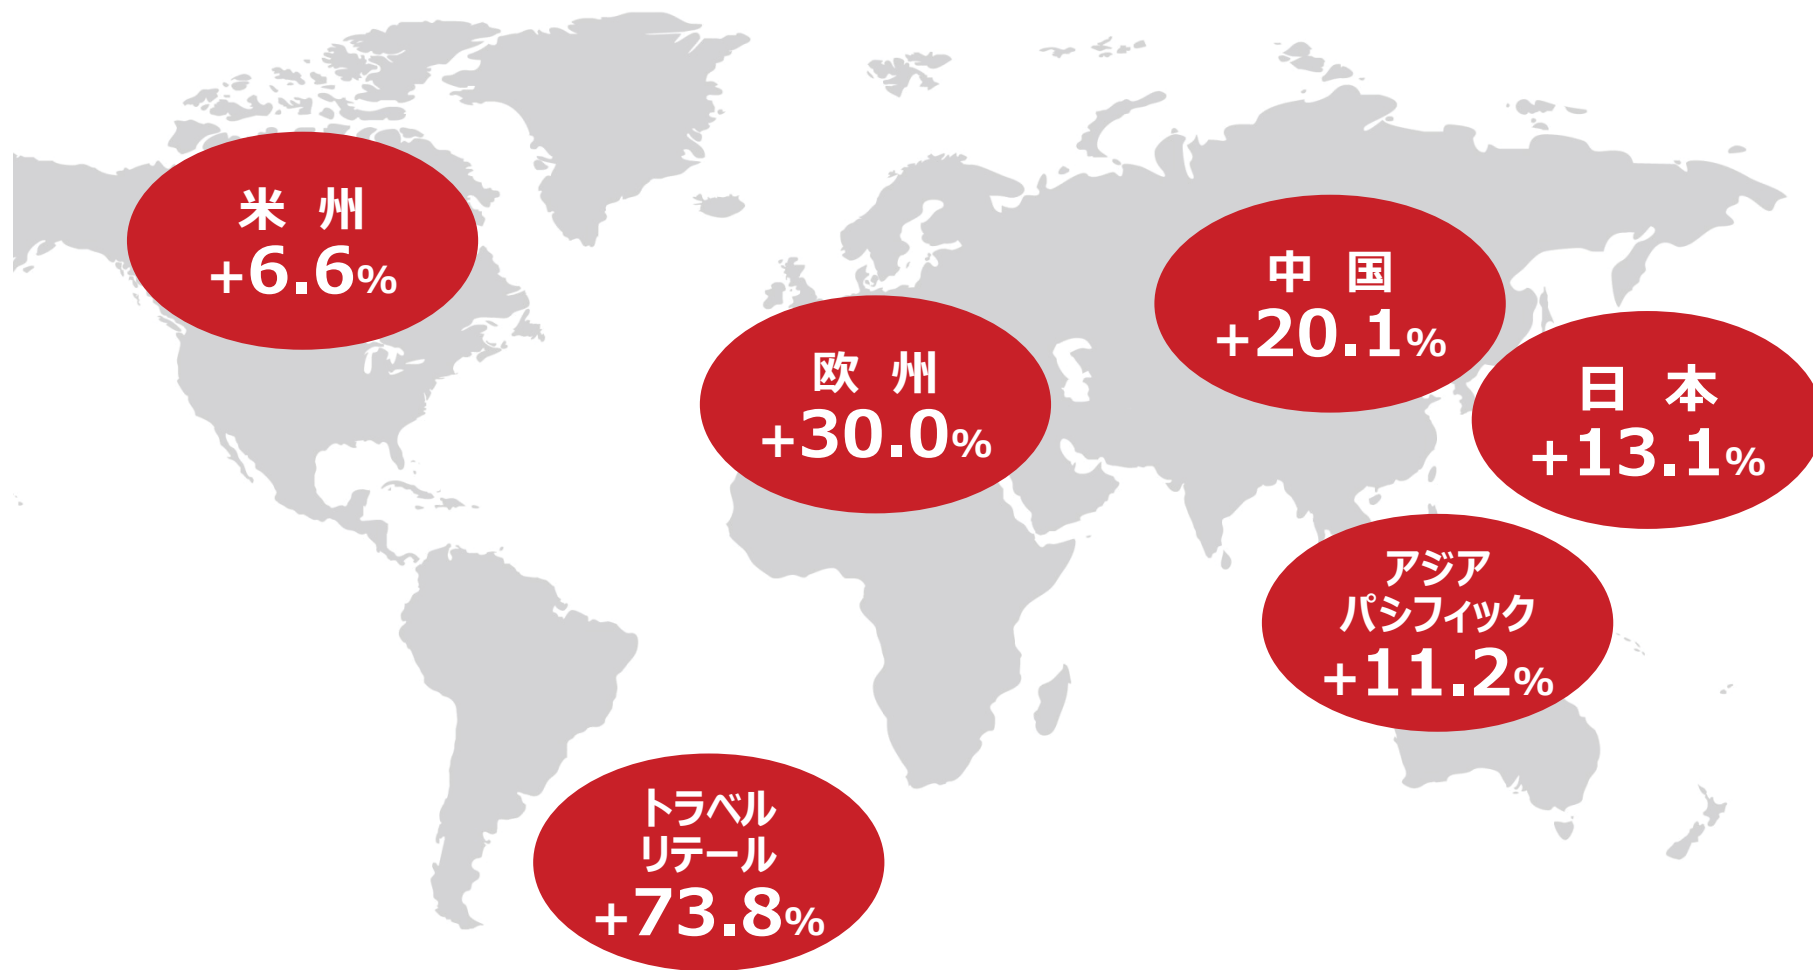 米 州
+6.6%
中 国
+20.1%
欧 州
+30.0%
日 本
+13.1%
アジア
パシフィック
+11.2%
トラベル
リテール
+73.8%